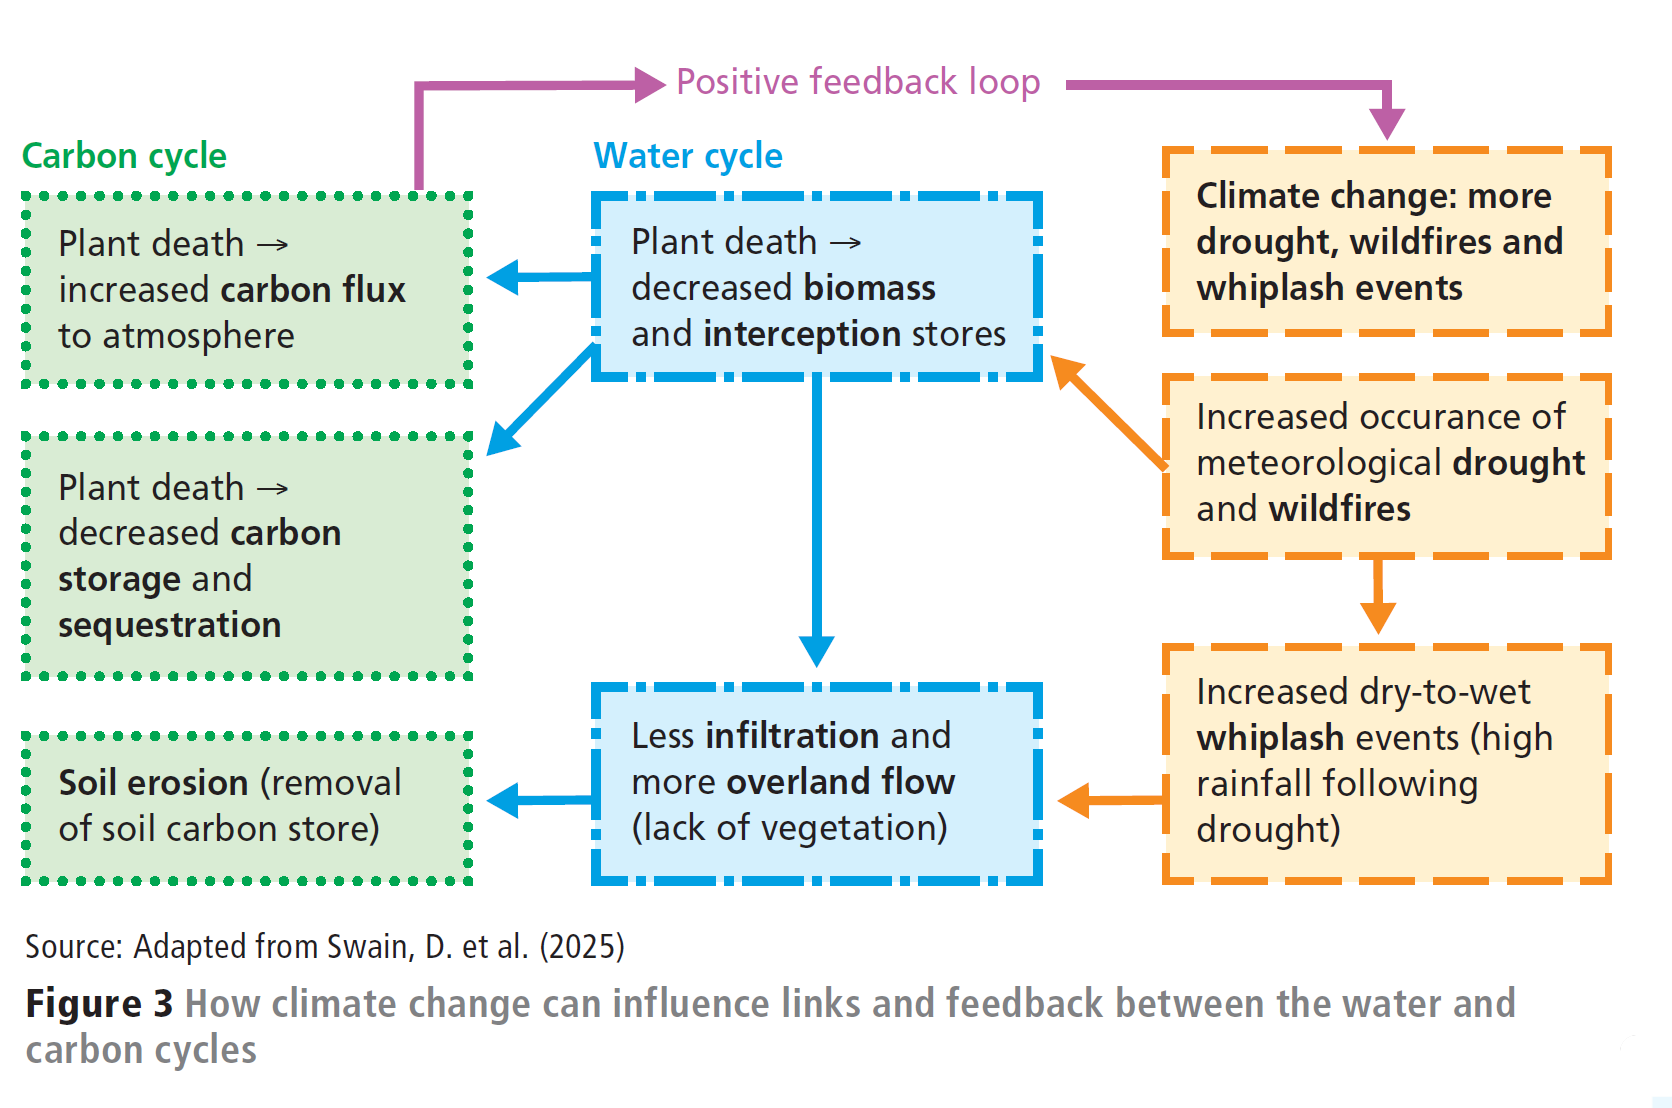 Positive feedback loop
Carbon cycle
Plant death →
increased carbon flux
to atmosphere
Plant death →
decreased carbon
storage and
sequestration
Soil erosion (removal
of soil carbon store)
Water cycle
Plant death →
decreased biomass
and interception stores
Less infiltration and
more overland flow
(lack of vegetation)
Climate change: more
drought, wildfires and
whiplash events
Increased occurance of
meteorological drought
and wildfires
Increased dry-to-wet
whiplash events (high
rainfall following
drought)
Source: Adapted from Swain, D. et al. (2025)
Figure 3 How climate change can influence links and feedback between the water and
carbon cycles